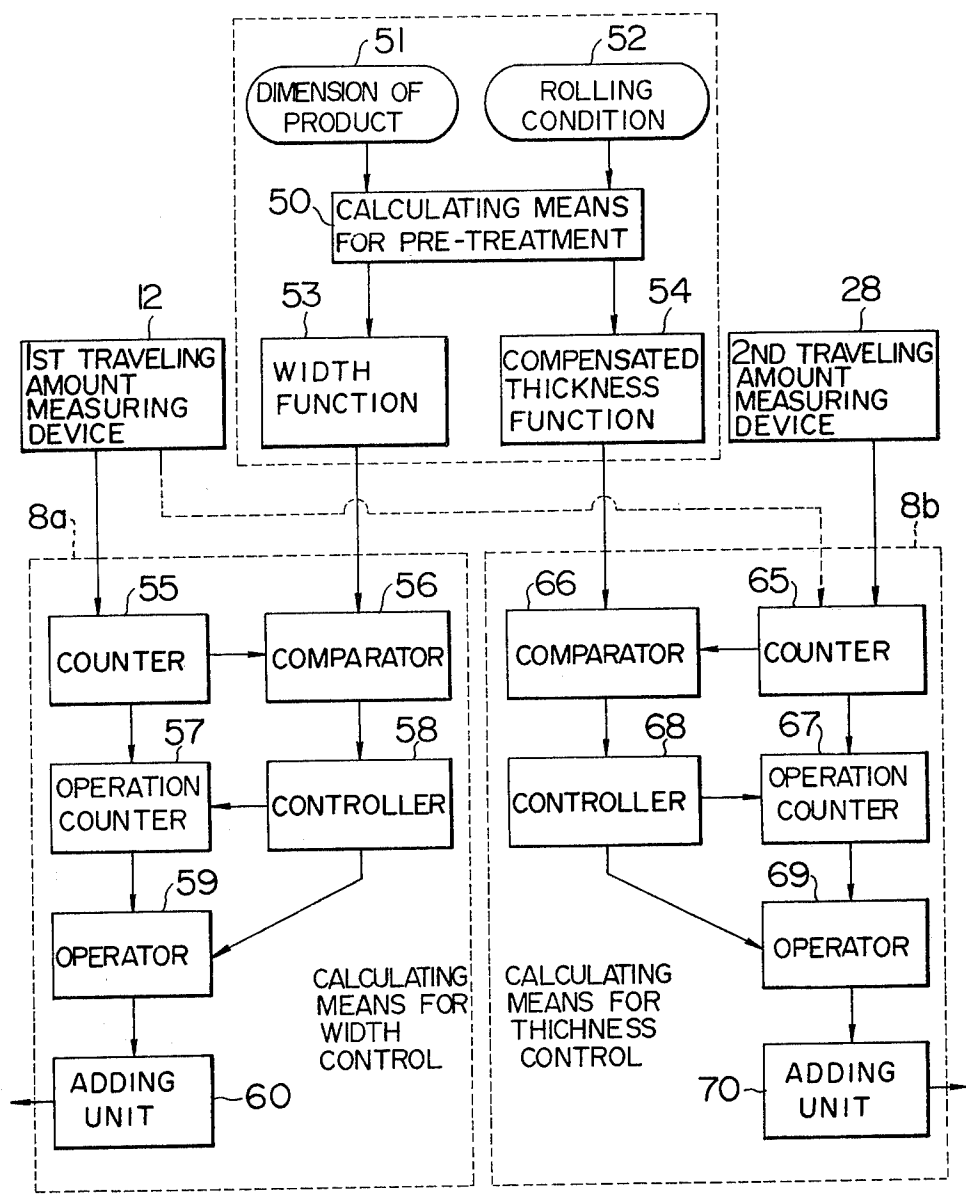 51
52
DIMENSION OF
PRODUCT
ROLLING
CONDITION
50
CALCULATING MEANS
FOR PRE-TREATMENT
12
53
54
28
1ST TRAVELING
AMOUNT
MEASURING
DEVICE
WIDTH
FUNCTION
COMPENSATED
THICKNESS
FUNCTION
2ND TRAVELING
AMOUNT
MEASURING
DEVICE
8a
8b
55
56
66
65
COUNTER
COMPARATOR
COMPARATOR
COUNTER
57
58
68
67
OPERATION
COUNTER
CONTROLLER
CONTROLLER
OPERATION
COUNTER
59
69
OPERATOR
OPERATOR
CALCULATING
MEANS FOR
WIDTH
CONTROL
CALCULATING
MEANS FOR
THICHNESS
CONTROL
ADDING
UNIT
60
70
ADDING
UNIT